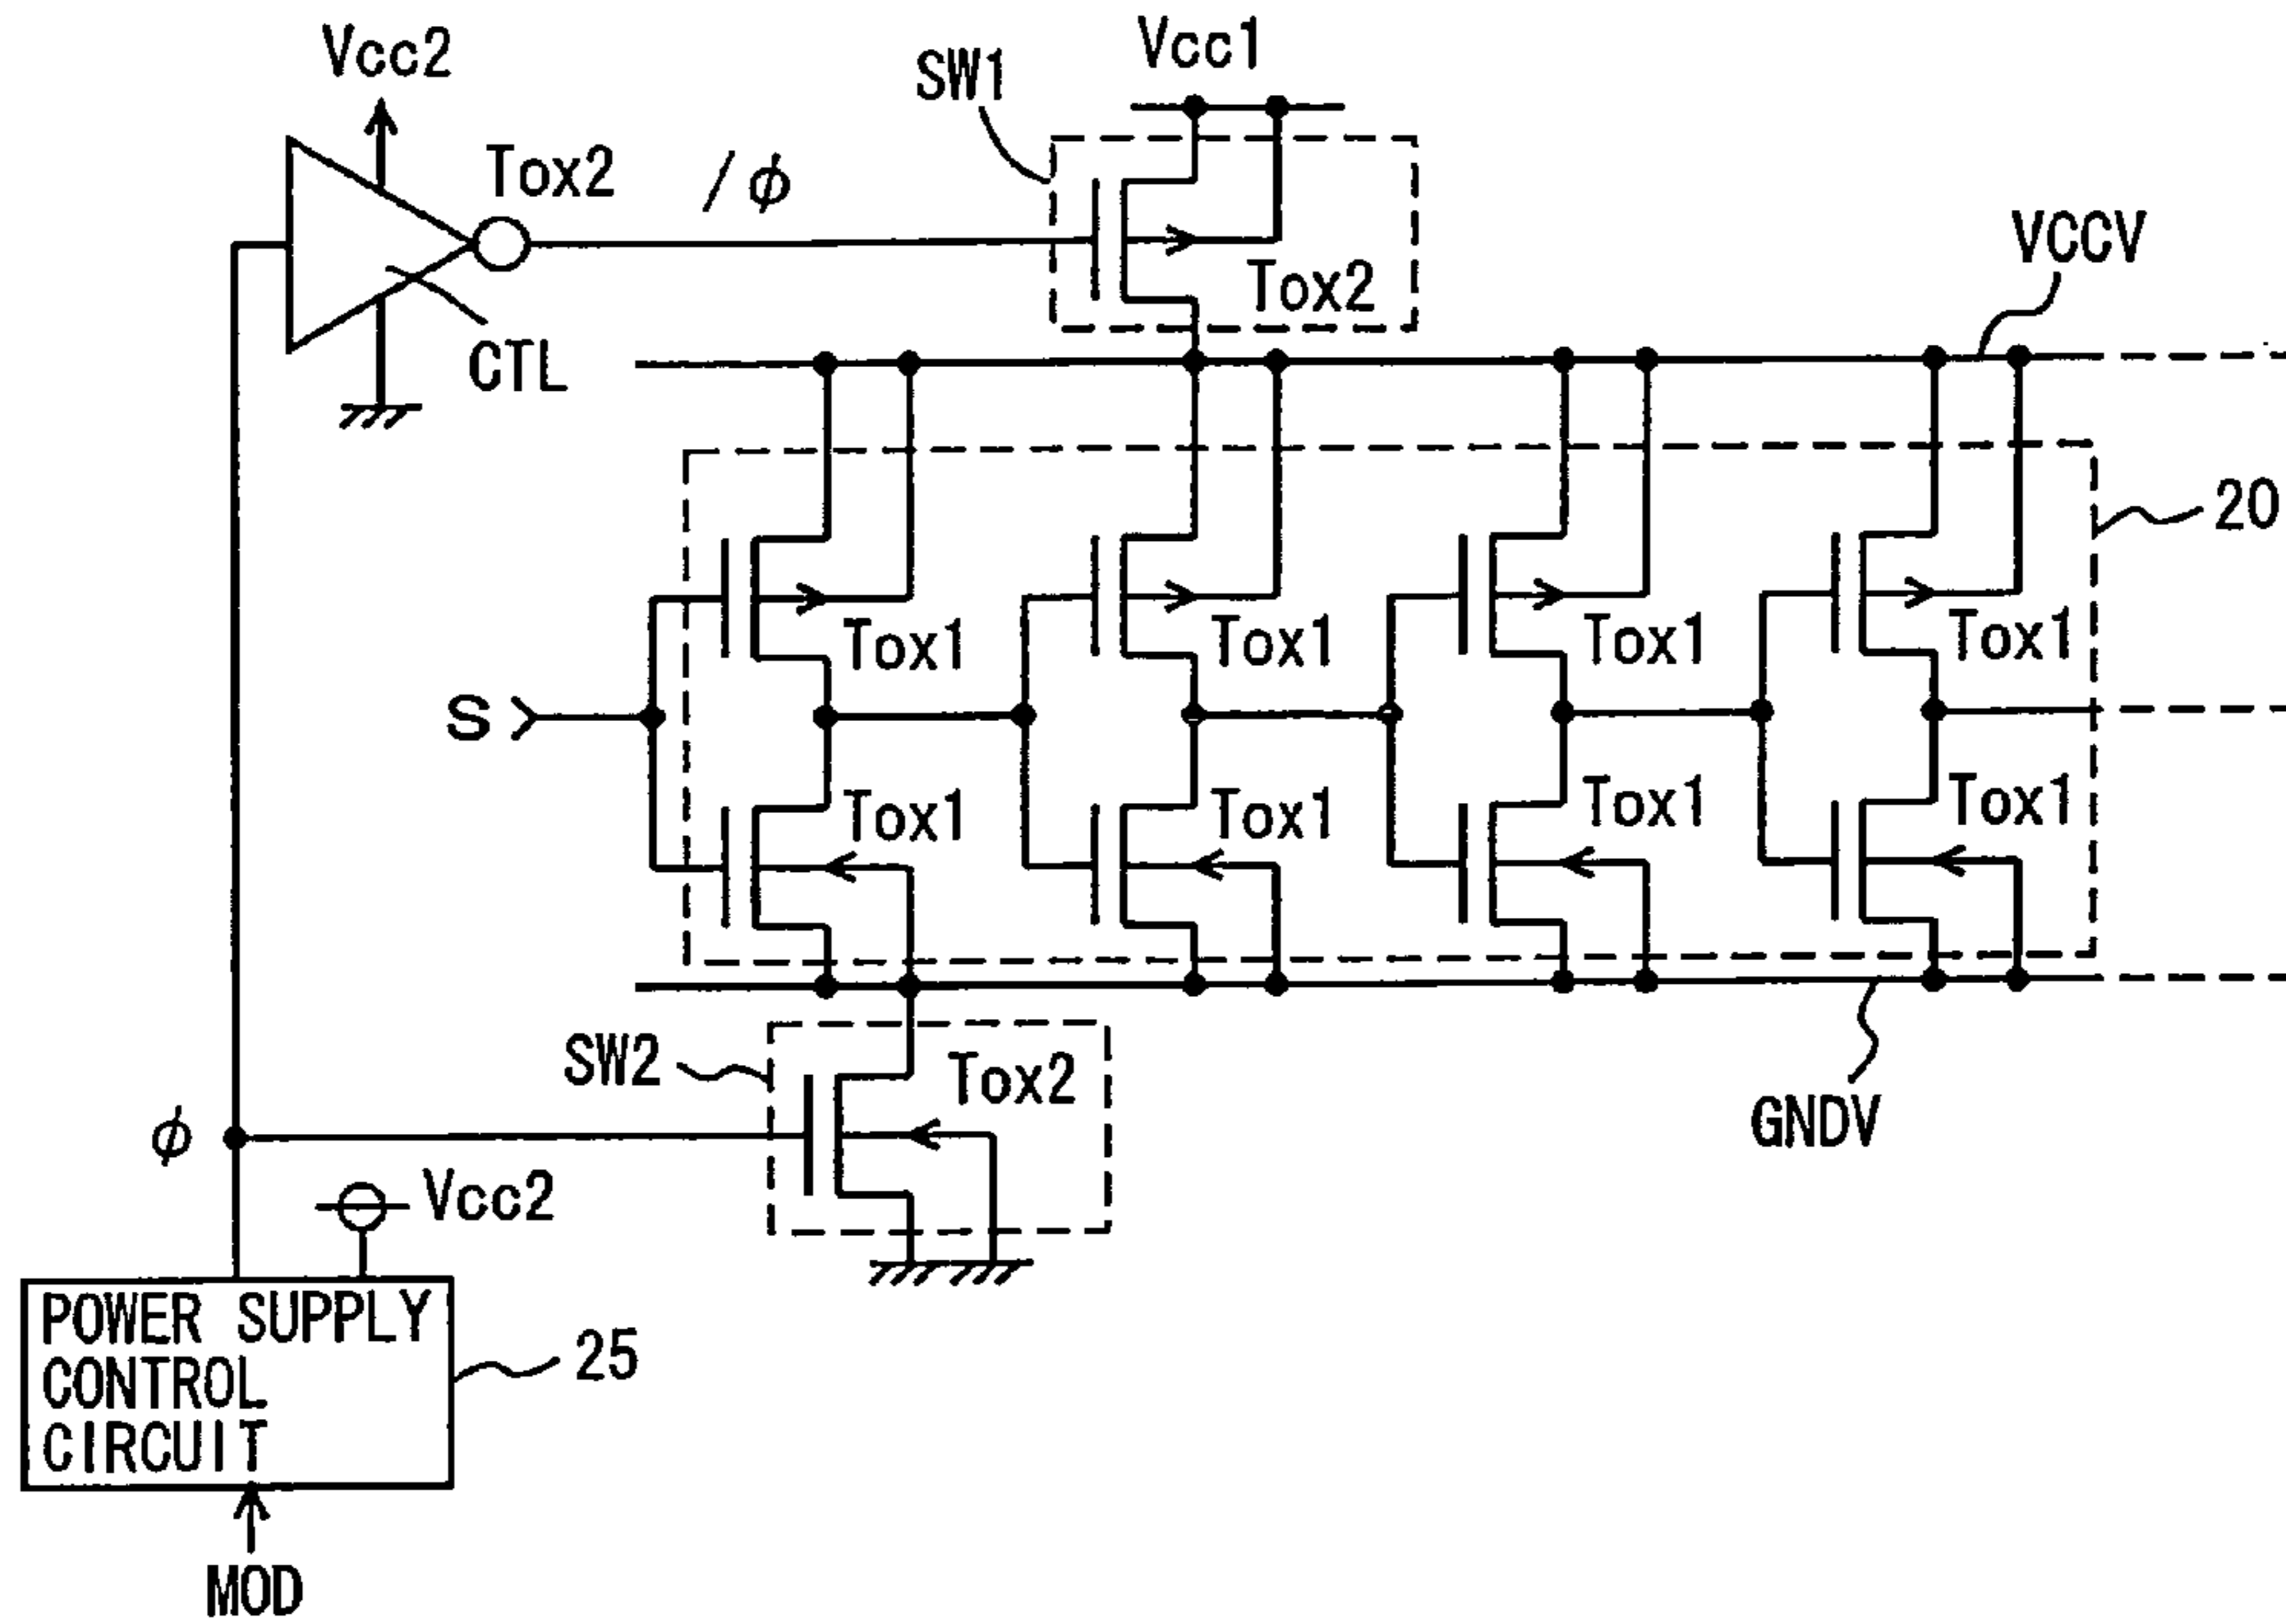 Vcc2
Vcc1
SW1
Tox2
/φ
VCCV
Tox2
CTL
20
Tox1
Tox1
Tox1
Tox1
S
Tox1
Tox1
Tox1
Tox1
SW2
Tox2
GNDV
φ
Vcc2
POWER SUPPLY
CONTROL
CIRCUIT
25
MOD